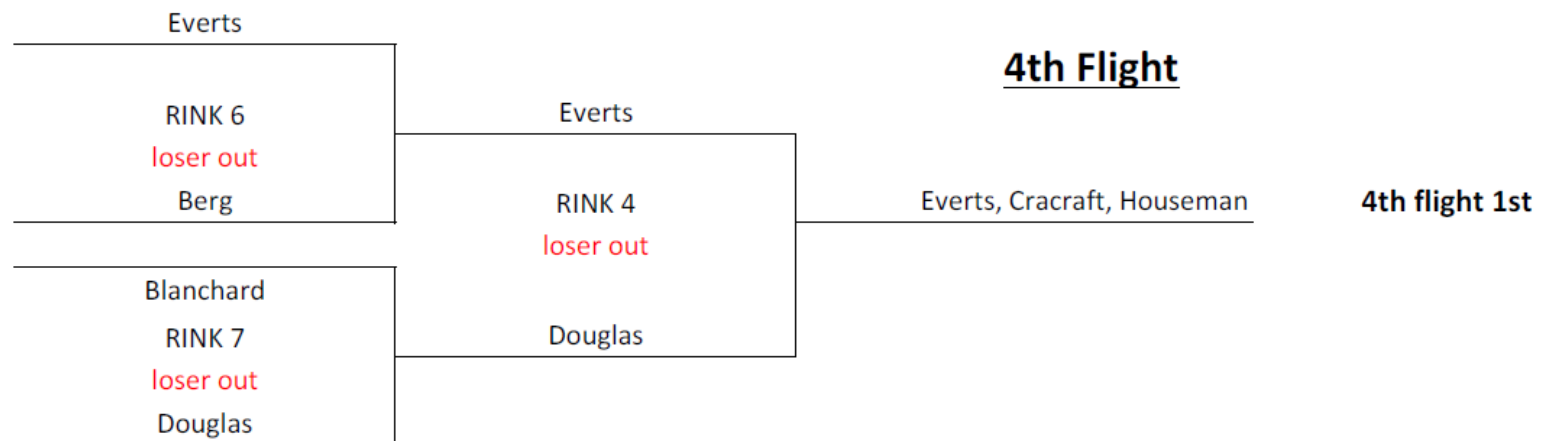 Everts
4th Flight
RINK 6
Everts
loser out
Berg
RINK 4
Everts, Cracraft, Houseman
4th flight 1st
loser out
Blanchard
RINK 7
Douglas
loser out
Douglas